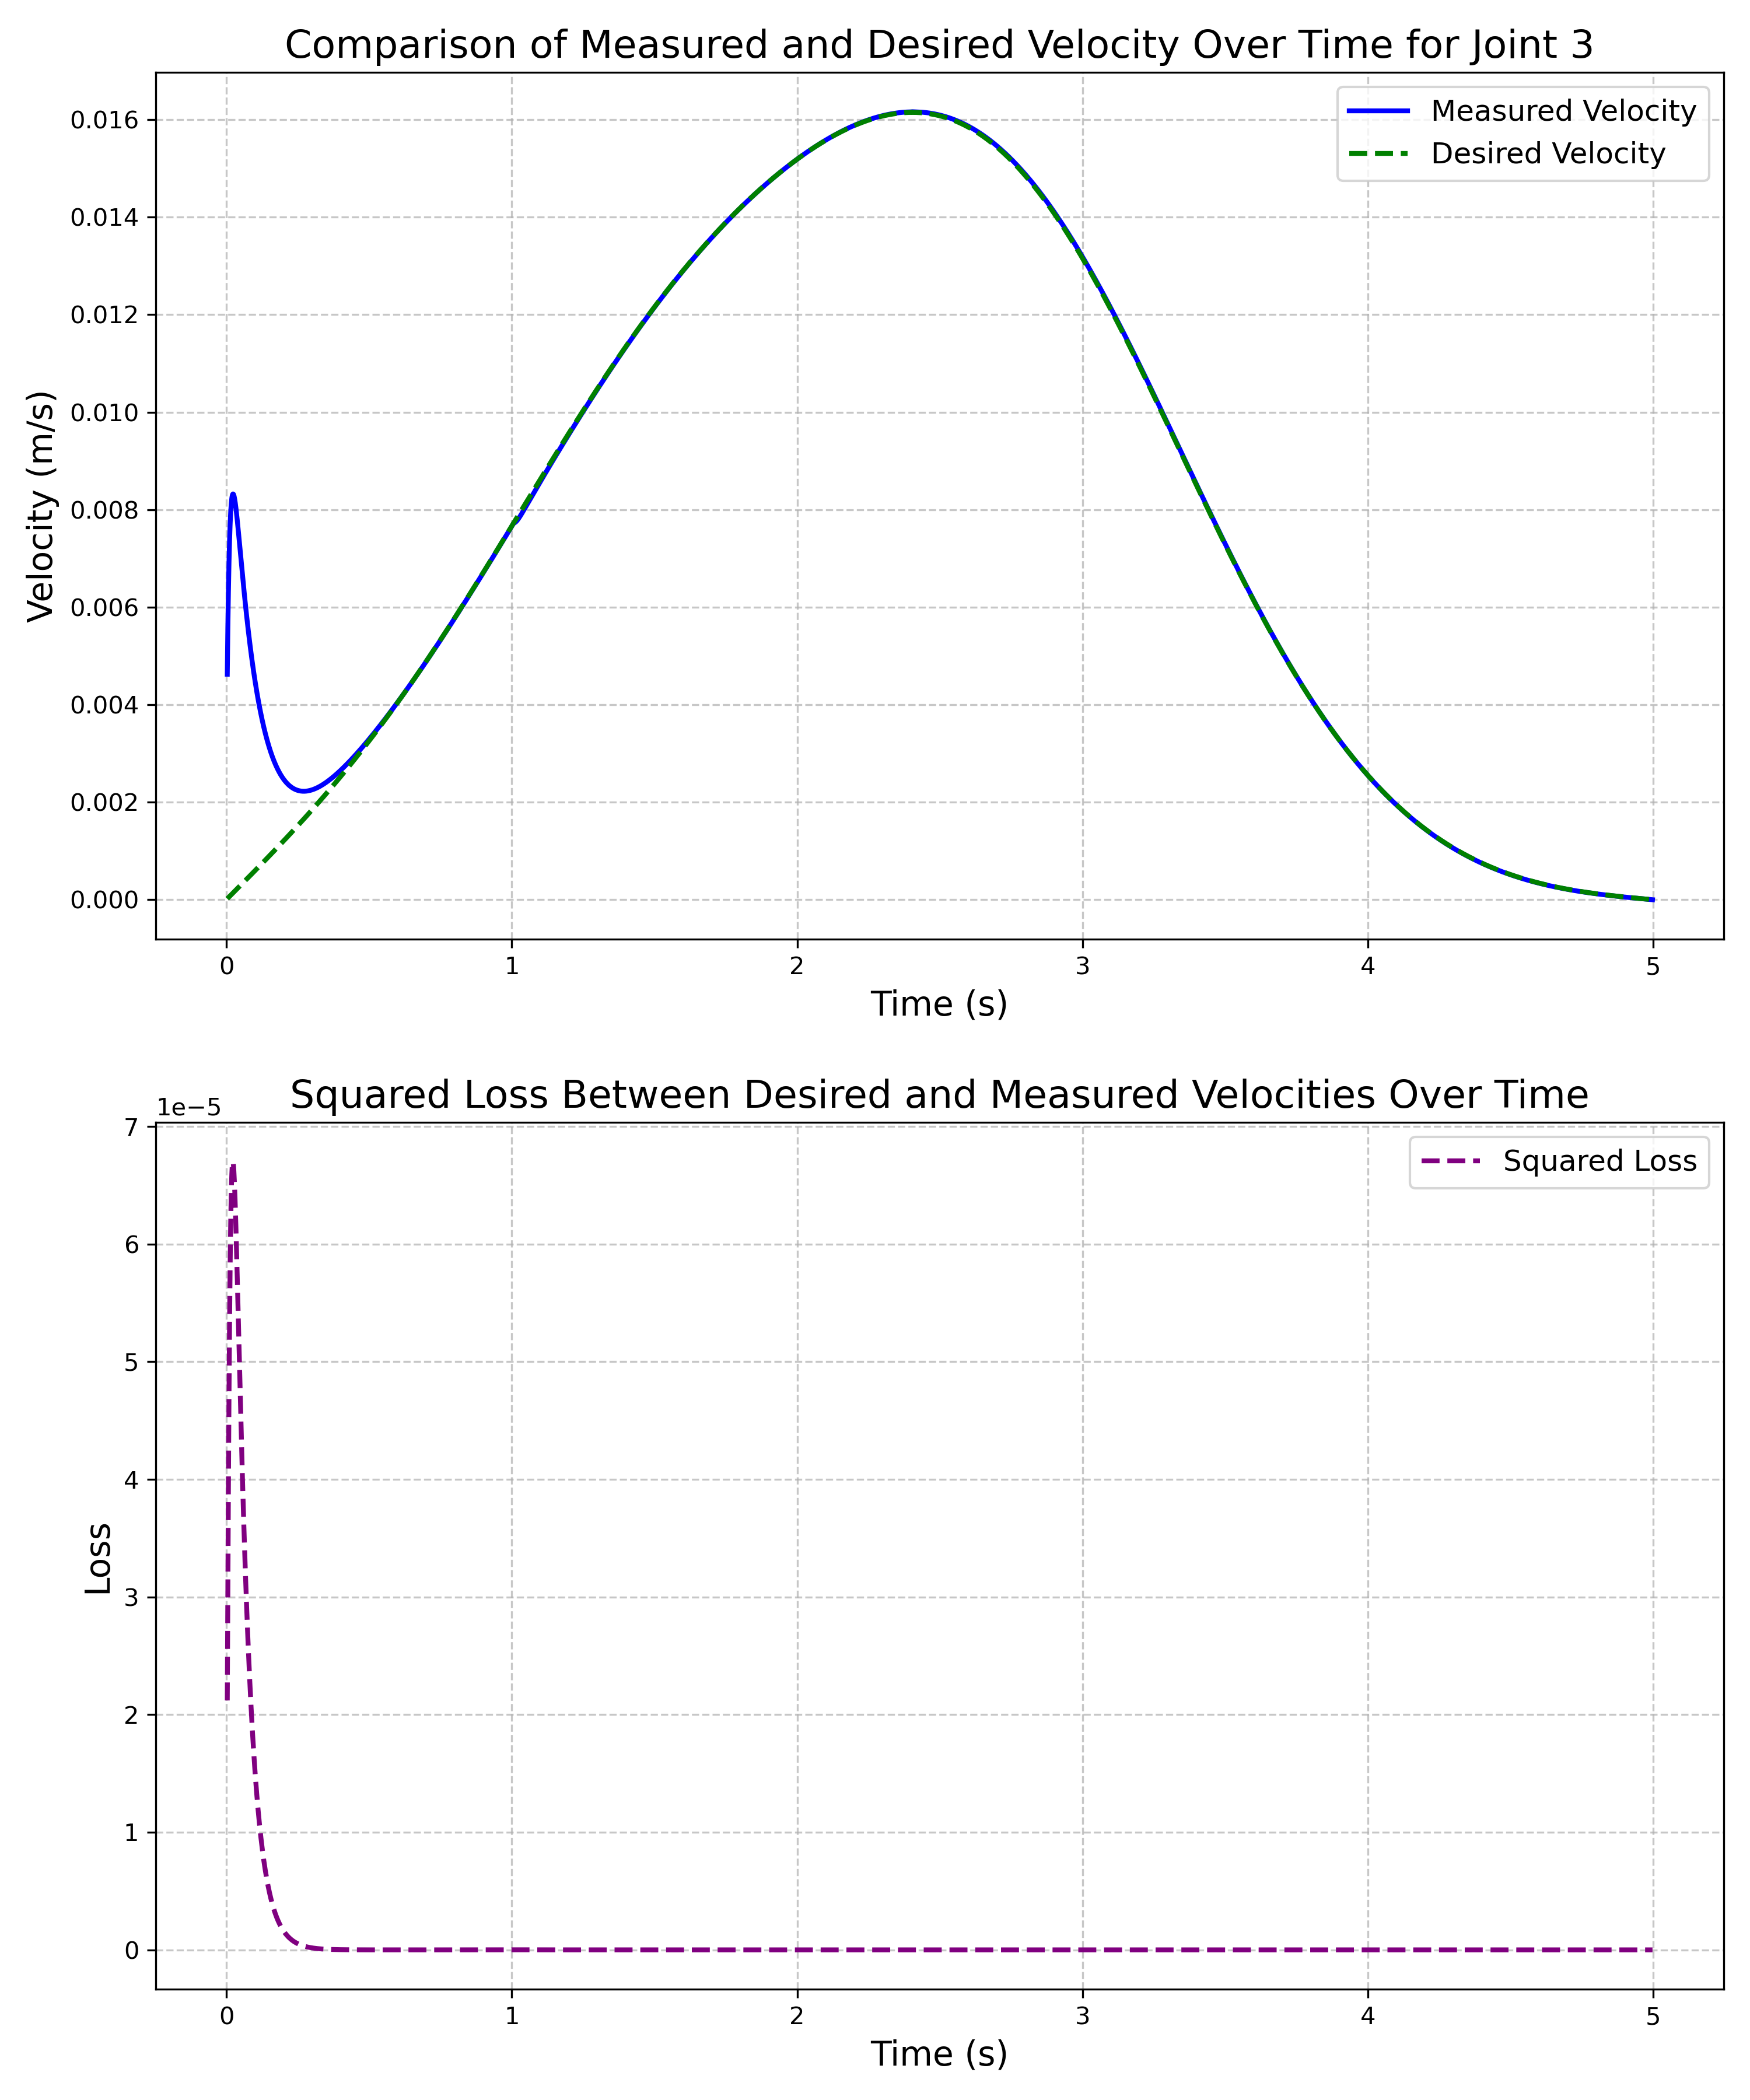 Comparison of Measured and Desired Velocity Over Time for Joint 3
Measured Velocity
Desired Velocity
Velocity (m/s)
0.016
0.014
0.012
0.010
0.008
0.006
0.004
0.002
0.000
0 1 2 3 4 5
Time (s)
Squared Loss Between Desired and Measured Velocities Over Time
1e−5
Squared Loss
Loss
7
6
5
4
3
2
1
0
0 1 2 3 4 5
Time (s)